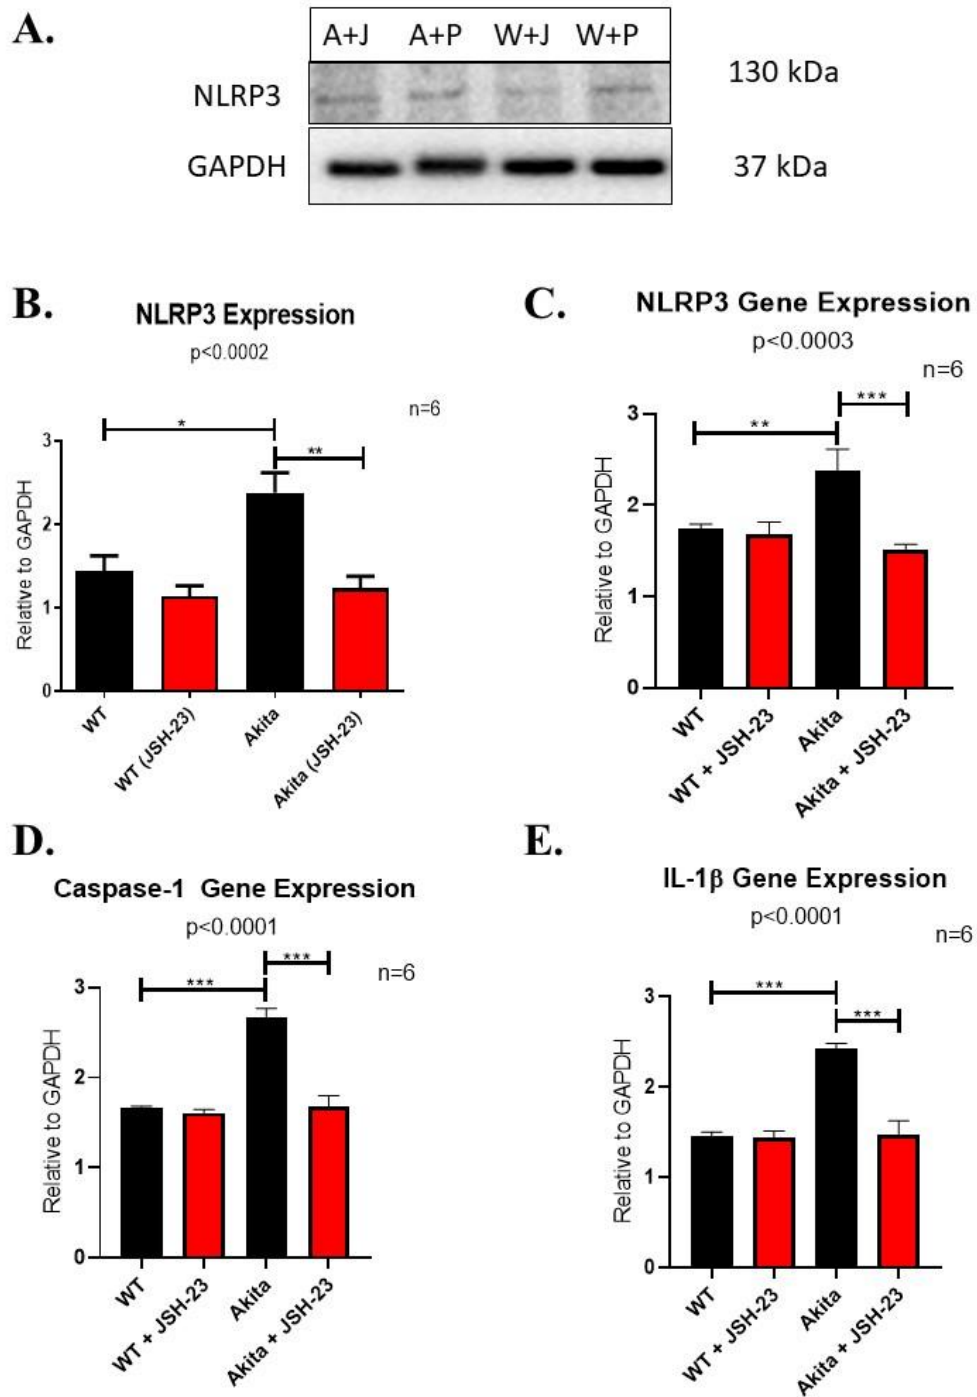 A.
A+J A+P W+J W+P
NLRP3
130 kDa
GAPDH
37 kDa
B.
NLRP3 Expression
p<0.0002
n=6
*
**
Relative to GAPDH
3
2
1
0
WT
WT (JSH-23)
Akita
Akita (JSH-23)
C.
NLRP3 Gene Expression
p<0.0003
n=6
***
**
Relative to GAPDH
3
2
1
0
WT
WT + JSH-23
Akita
Akita + JSH-23
D.
Caspase-1 Gene Expression
p<0.0001
n=6
***
***
Relative to GAPDH
3
2
1
0
WT
WT + JSH-23
Akita
Akita + JSH-23
E.
IL-1β Gene Expression
p<0.0001
n=6
***
***
Relative to GAPDH
3
2
1
0
WT
WT + JSH-23
Akita
Akita + JSH-23